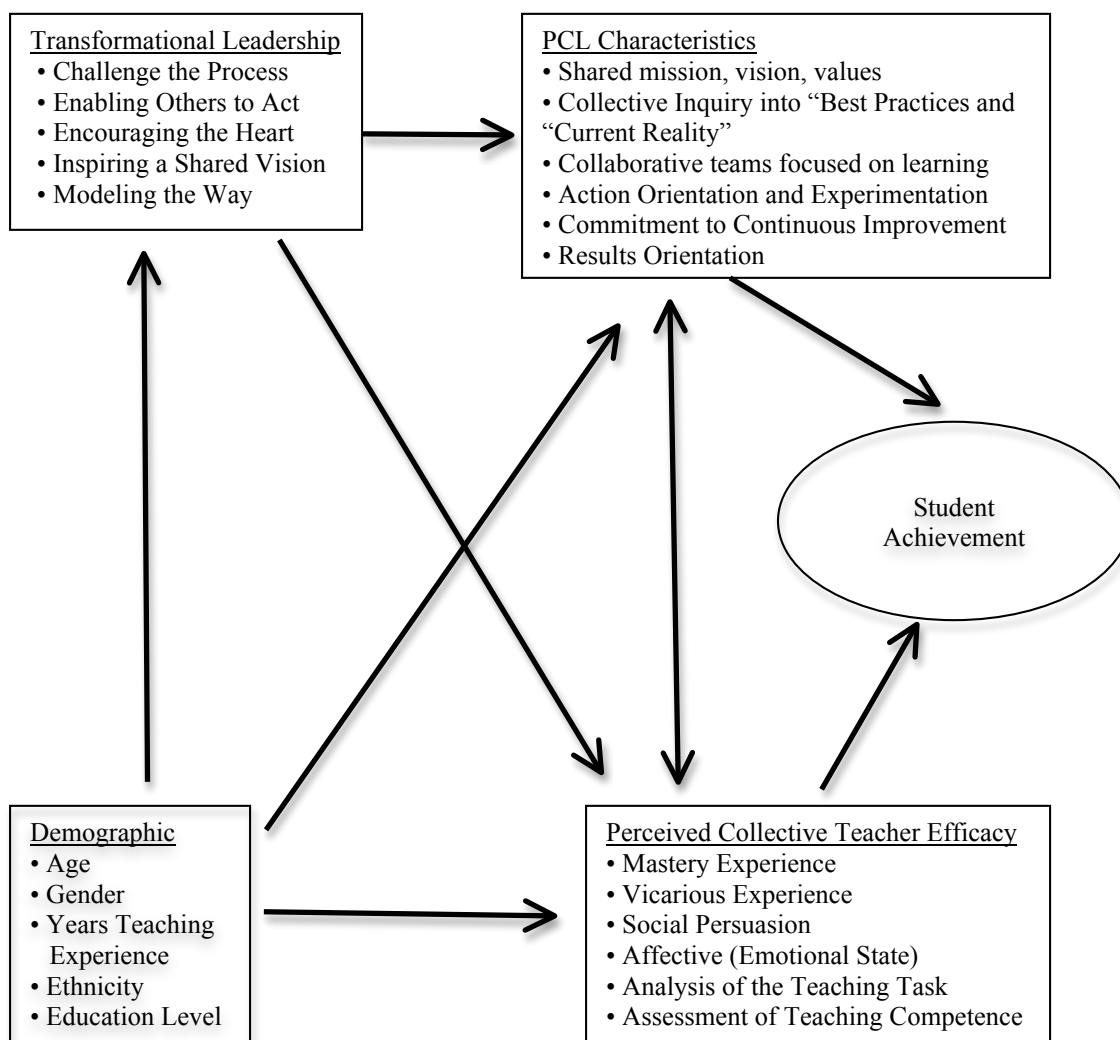 Transformational Leadership
• Challenge the Process
• Enabling Others to Act
• Encouraging the Heart
• Inspiring a Shared Vision
• Modeling the Way
PCL Characteristics
• Shared mission, vision, values
• Collective Inquiry into “Best Practices and
“Current Reality”
• Collaborative teams focused on learning
• Action Orientation and Experimentation
• Commitment to Continuous Improvement
• Results Orientation
Student
Achievement
Demographic
• Age
• Gender
• Years Teaching
Experience
• Ethnicity
• Education Level
Perceived Collective Teacher Efficacy
• Mastery Experience
• Vicarious Experience
• Social Persuasion
• Affective (Emotional State)
• Analysis of the Teaching Task
• Assessment of Teaching Competence